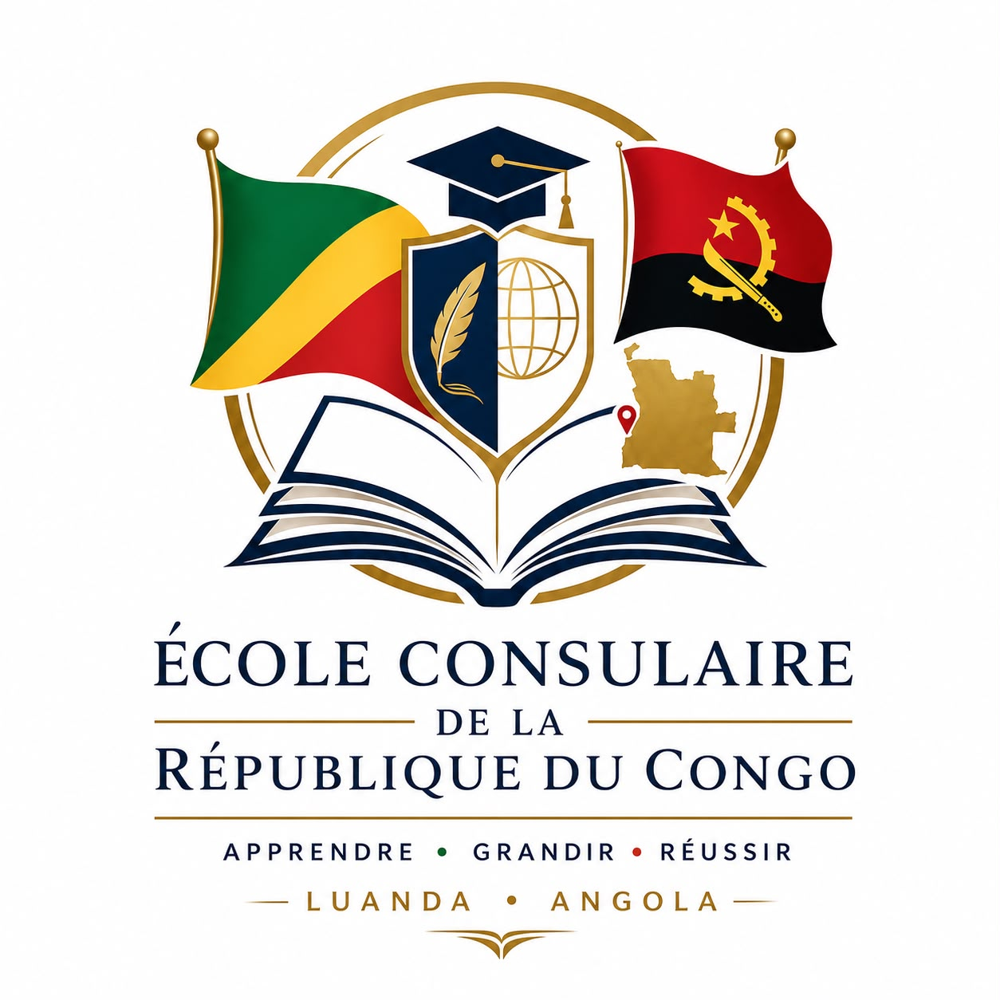 ÉCOLE CONSULAIRE
DE LA
RÉPUBLIQUE DU CONGO
APPRENDRE • GRANDIR • RÉUSSIR
LUANDA • ANGOLA